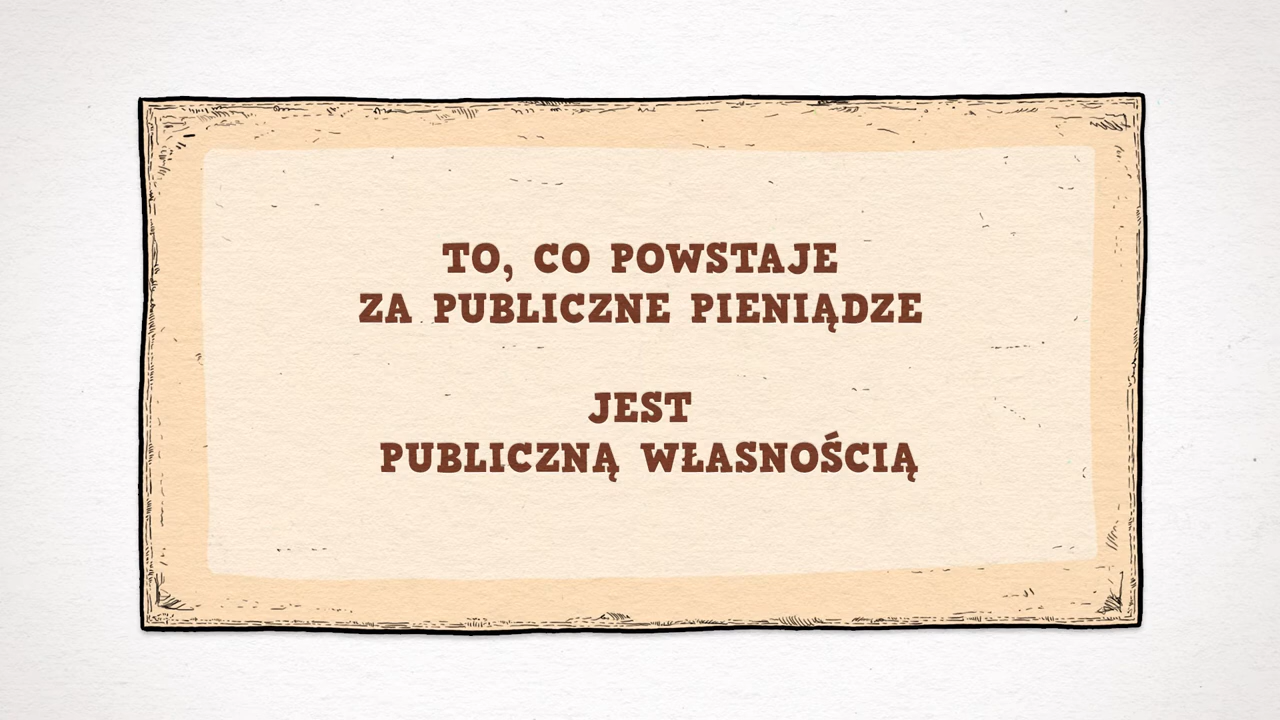 TO, CO POWSTAJE
ZA PUBLICZNE PIENIĄDZE
JEST
PUBLICZNĄ WŁASNOŚCIĄ